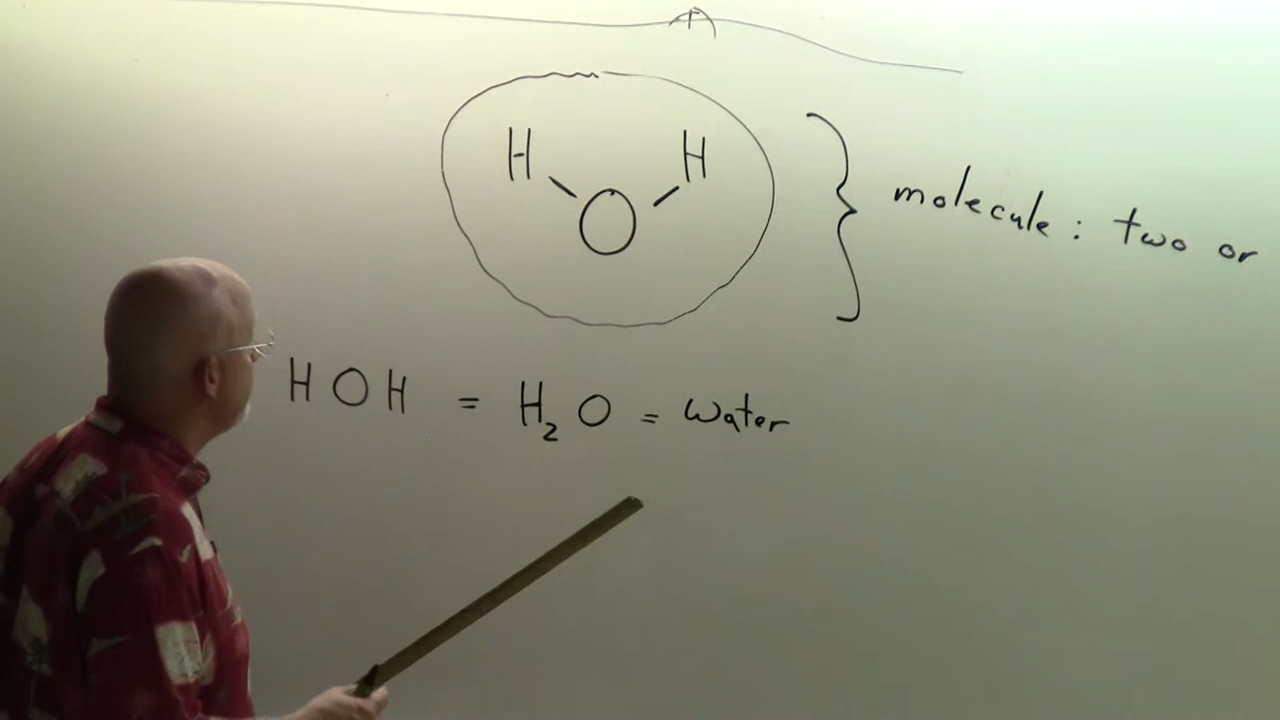 H H
O
molecule: two or
HOH = H₂O = water